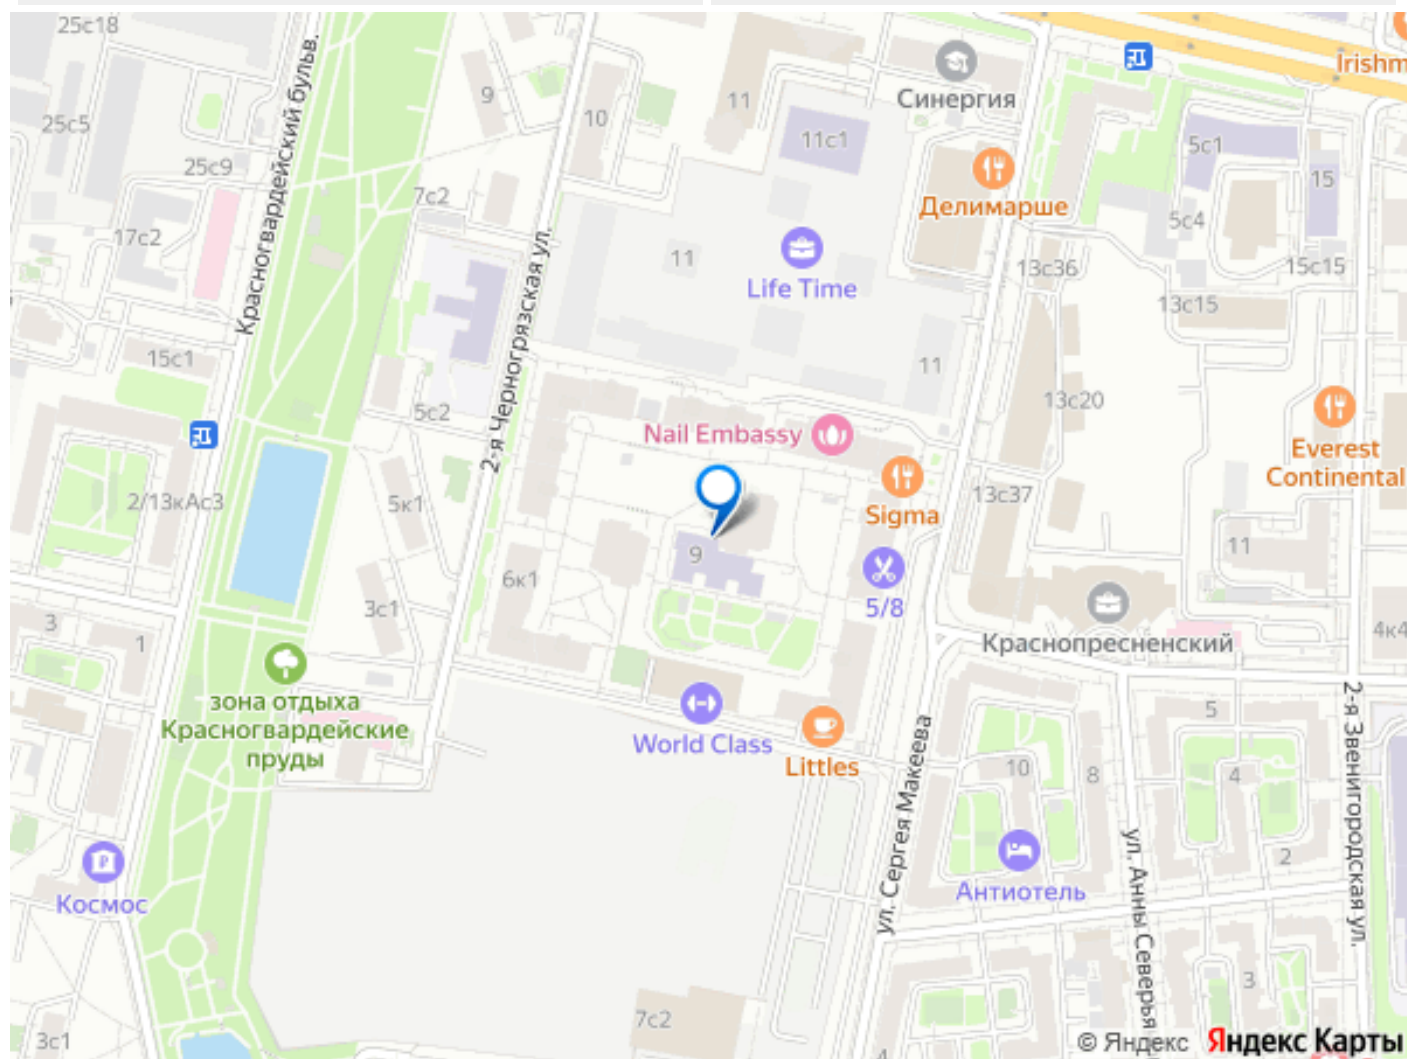 25с18
Красногвардейский бульв.
25с5
9
10
11
11с1
Синергия
Irishm
5с1
15
25с9
7с2
Делимарше
5с4
17с2
11
Life Time
13с36
15с15
13с15
2-я Черногрязская ул.
15с1
11
5с2
13с20
Nail Embassy
Everest
Continental
2/13кАс3
5к1
Sigma
13с37
9
11
6к1
3с1
5/8
3
1
Краснопресненский
4к4
зона отдыха
Красногвардейские
пруды
World Class
Littles
5
10
8
4
2-я Звенигородская ул.
ул. Сергея Макеева
ул. Анны Северья
2
Антиотель
Космос
3
7с2
3с1
4
© Яндекс Яндекс Карты